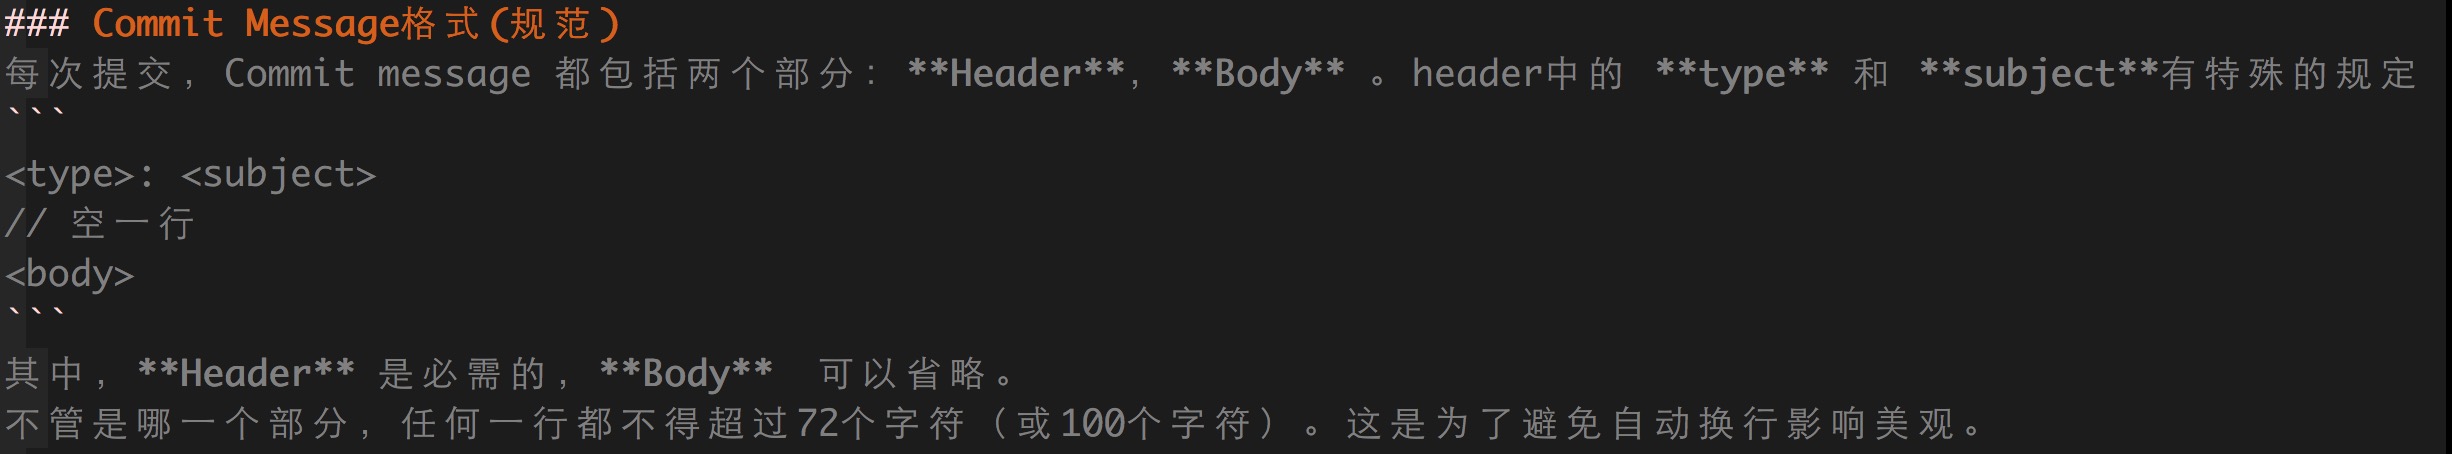 ### Commit Message格式(规范)
每次提交，Commit message 都包括两个部分：**Header**，**Body** 。header中的 **type** 和 **subject**有特殊的规定
```
<type>: <subject>
// 空一行
<body>
```
其中，**Header** 是必需的，**Body**  可以省略。
不管是哪一个部分，任何一行都不得超过72个字符（或100个字符）。这是为了避免自动换行影响美观。